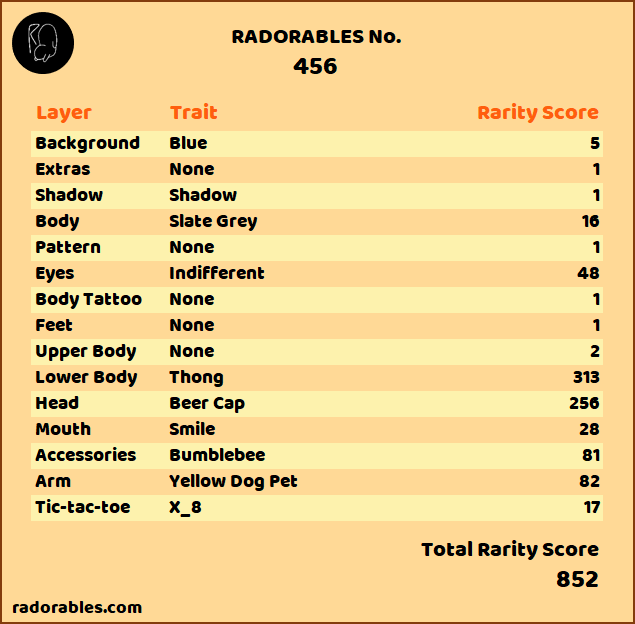 RADORABLES No.
456
Layer Trait Rarity Score
Background Blue 5
Extras None 1
Shadow Shadow 1
Body Slate Grey 16
Pattern None 1
Eyes Indifferent 48
Body Tattoo None 1
Feet None 1
Upper Body None 2
Lower Body Thong 313
Head Beer Cap 256
Mouth Smile 28
Accessories Bumblebee 81
Arm Yellow Dog Pet 82
Tic-tac-toe X_8 17
Total Rarity Score
852
radorables.com